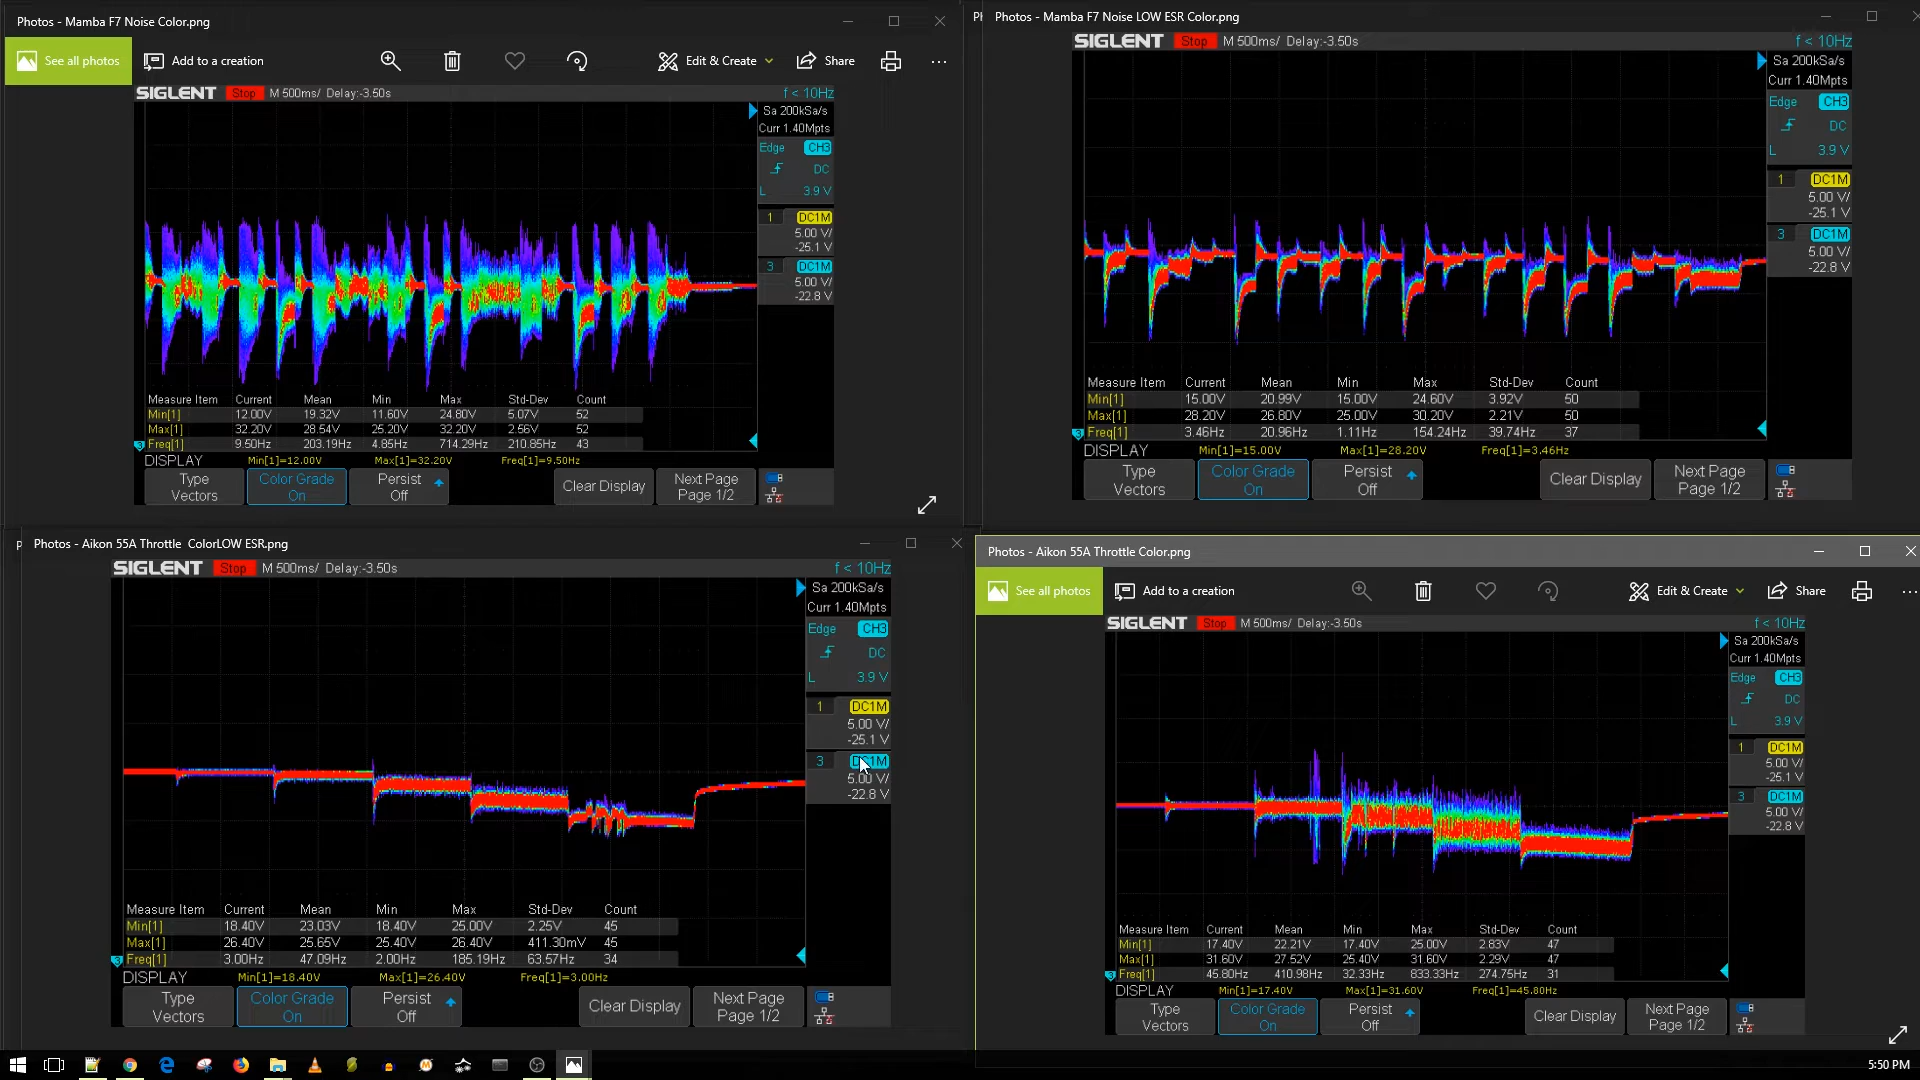 Photos - Mamba F7 Noise Color.png
See all photos
Add to a creation
Edit & Create
Share
SIGLENT Stop M 500ms/ Delay:-3.50s
f < 10Hz
Sa 200kSa/s
Curr 1.40Mpts
Edge CH3
DC
L 3.9 V
1 DC1M
5.00 V/
-25.1 V
3 DC1M
5.00 V/
-22.8 V
Measure Item Current Mean Min Max Std-Dev Count
Min[1] 12.00V 19.32V 11.60V 24.80V 5.07V 52
Max[1] 32.20V 28.54V 25.20V 32.20V 2.56V 52
3 Freq[1] 9.50Hz 203.19Hz 4.85Hz 714.29Hz 210.85Hz 43
DISPLAY Min[1]=12.00V Max[1]=32.20V Freq[1]=9.50Hz
Type
Vectors
Color Grade
On
Persist
Off
Clear Display
Next Page
Page 1/2
Photos - Mamba F7 Noise LOW ESR Color.png
SIGLENT Stop M 500ms/ Delay:-3.50s
f < 10Hz
Sa 200kSa/s
Curr 1.40Mpts
Edge CH3
DC
L 3.9 V
1 DC1M
5.00 V/
-25.1 V
3 DC1M
5.00 V/
-22.8 V
Measure Item Current Mean Min Max Std-Dev Count
Min[1] 15.00V 20.99V 15.00V 24.60V 3.92V 50
Max[1] 28.20V 26.80V 25.00V 30.20V 2.21V 50
3 Freq[1] 3.46Hz 20.96Hz 1.11Hz 154.24Hz 39.74Hz 37
DISPLAY Min[1]=15.00V Max[1]=28.20V Freq[1]=3.46Hz
Type
Vectors
Color Grade
On
Persist
Off
Clear Display
Next Page
Page 1/2
Photos - Aikon 55A Throttle  ColorLOW ESR.png
SIGLENT Stop M 500ms/ Delay:-3.50s
f < 10Hz
Sa 200kSa/s
Curr 1.40Mpts
Edge CH3
DC
L 3.9 V
1 DC1M
5.00 V/
-25.1 V
3 DC1M
5.00 V/
-22.8 V
Measure Item Current Mean Min Max Std-Dev Count
Min[1] 18.40V 23.03V 18.40V 25.00V 2.25V 45
Max[1] 26.40V 25.65V 25.40V 26.40V 411.30mV 45
3 Freq[1] 3.00Hz 47.09Hz 2.00Hz 185.19Hz 63.57Hz 34
DISPLAY Min[1]=18.40V Max[1]=26.40V Freq[1]=3.00Hz
Type
Vectors
Color Grade
On
Persist
Off
Clear Display
Next Page
Page 1/2
Photos - Aikon 55A Throttle Color.png
See all photos
Add to a creation
Edit & Create
Share
SIGLENT Stop M 500ms/ Delay:-3.50s
f < 10Hz
Sa 200kSa/s
Curr 1.40Mpts
Edge CH3
DC
L 3.9 V
1 DC1M
5.00 V/
-25.1 V
3 DC1M
5.00 V/
-22.8 V
Measure Item Current Mean Min Max Std-Dev Count
Min[1] 17.40V 22.21V 17.40V 25.00V 2.83V 47
Max[1] 31.60V 27.52V 25.40V 31.60V 2.29V 47
3 Freq[1] 45.80Hz 410.98Hz 32.33Hz 833.33Hz 274.75Hz 31
DISPLAY Min[1]=17.40V Max[1]=31.60V Freq[1]=45.80Hz
Type
Vectors
Color Grade
On
Persist
Off
Clear Display
Next Page
Page 1/2
5:50 PM